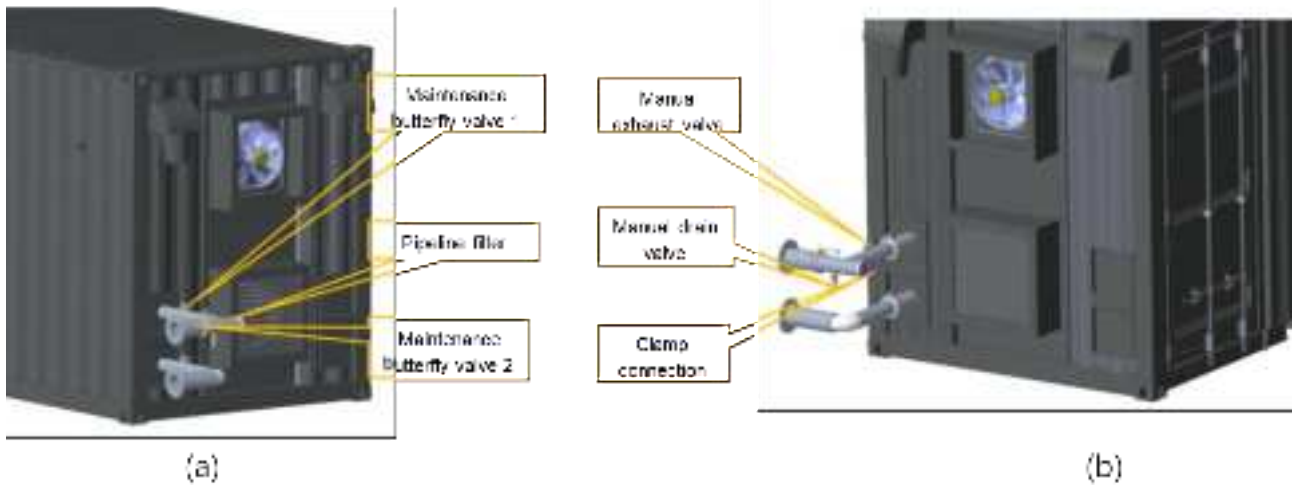 Maintenance
butterfly valve 1
Pipeline filter
Maintenance
butterfly valve 2
(a)
Manual
exhaust valve
Manual drain
valve
Clamp
connection
(b)